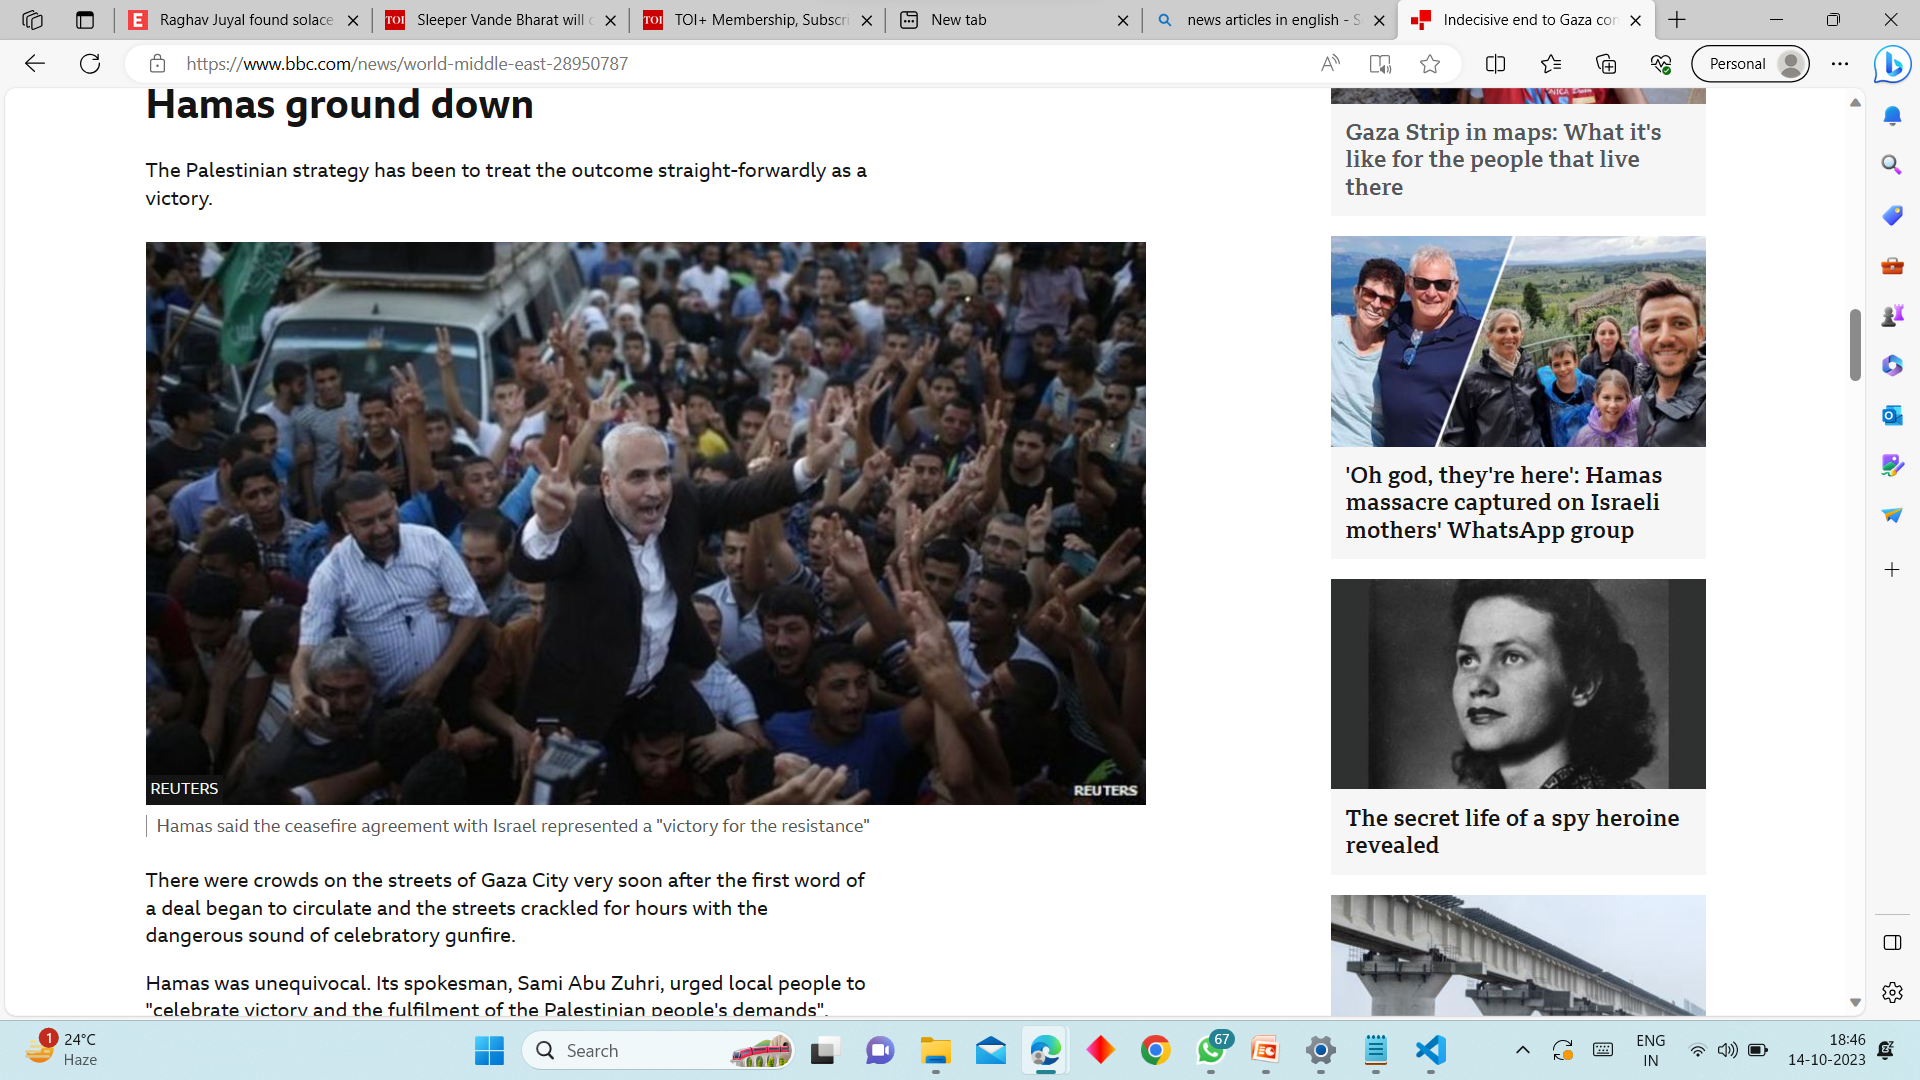 Raghav Juyal found solace
Sleeper Vande Bharat will c
TOI+ Membership, Subscri
New tab
news articles in english - S
Indecisive end to Gaza con
https://www.bbc.com/news/world-middle-east-28950787
Personal
Hamas ground down
The Palestinian strategy has been to treat the outcome straight-forwardly as a
victory.
REUTERS
REUTERS
Hamas said the ceasefire agreement with Israel represented a "victory for the resistance"
There were crowds on the streets of Gaza City very soon after the first word of
a deal began to circulate and the streets crackled for hours with the
dangerous sound of celebratory gunfire.
Hamas was unequivocal. Its spokesman, Sami Abu Zuhri, urged local people to
"celebrate victory and the fulfilment of the Palestinian people's demands".
Gaza Strip in maps: What it's
like for the people that live
there
'Oh god, they're here': Hamas
massacre captured on Israeli
mothers' WhatsApp group
The secret life of a spy heroine
revealed
1
24°C
Haze
Search
67
ENG
IN
18:46
14-10-2023